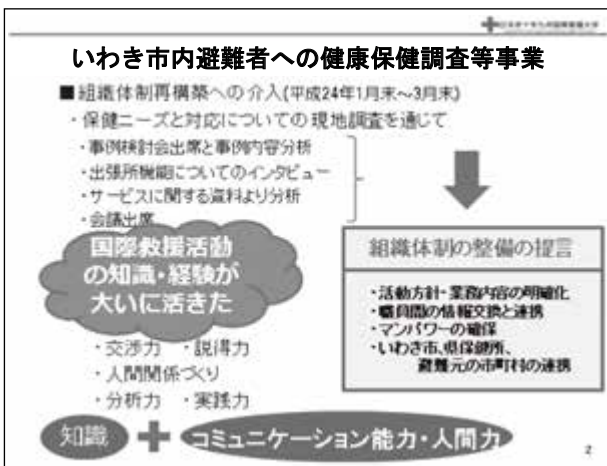 いわき市内避難者への健康保健調査等事業
■組織体制再構築への介入(平成24年1月末～3月末)
・保健ニーズと対応についての現地調査を通じて
・事例検討会出席と事例内容分析
・出張所機能についてのインタビュー
・サービスに関する資料より分析
・会議出席
国際救援活動
の知識・経験が
大いに活きた
・交渉力 ・説得力
・人間関係づくり
・分析力 ・実践力
組織体制の整備の提言
・活動方針・業務内容の明確化
・職員間の情報交換と連携
・マンパワーの確保
・いわき市、県保健所、
避難元の市町村の連携
知識 + コミュニケーション能力・人間力
2